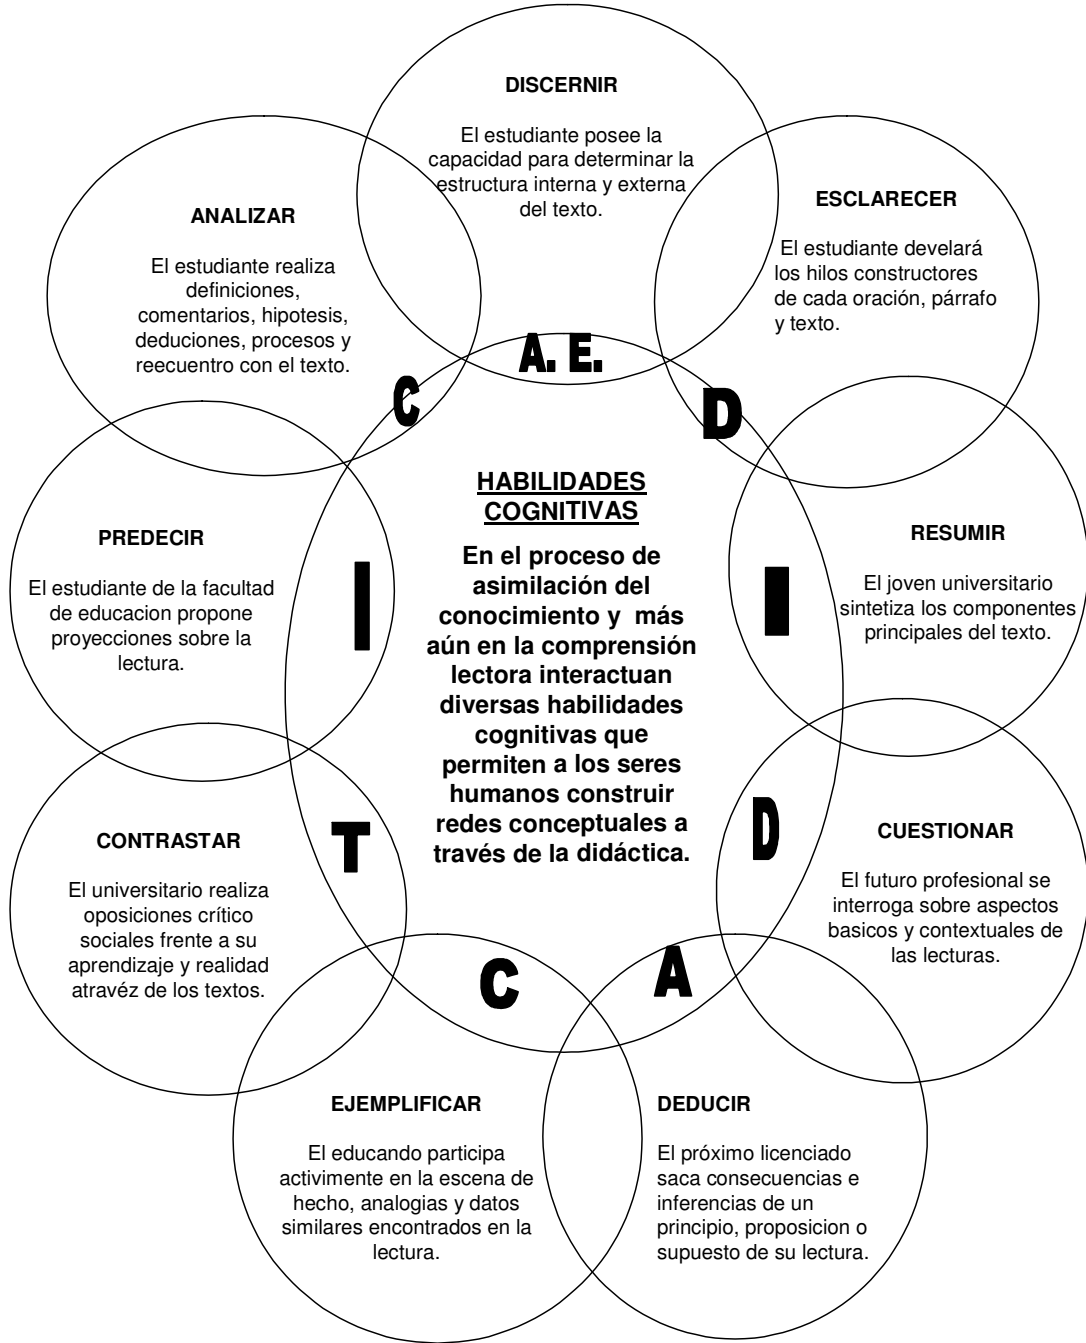 DISCERNIR
El estudiante posee la
capacidad para determinar la
estructura interna y externa
del texto.
ESCLARECER
El estudiante develará
los hilos constructores
de cada oración, párrafo
y texto.
ANALIZAR
El estudiante realiza
definiciones,
comentarios, hipotesis,
deduciones, procesos y
reecuentro con el texto.
A. E.
C
D
HABILIDADES
COGNITIVAS
En el proceso de
asimilación del
conocimiento y más
aún en la comprensión
lectora interactuan
diversas habilidades
cognitivas que
permiten a los seres
humanos construir
redes conceptuales a
través de la didáctica.
PREDECIR
El estudiante de la facultad
de educacion propone
proyecciones sobre la
lectura.
I
I
RESUMIR
El joven universitario
sintetiza los componentes
principales del texto.
CONTRASTAR
El universitario realiza
oposiciones crítico
sociales frente a su
aprendizaje y realidad
atravéz de los textos.
T
D
CUESTIONAR
El futuro profesional se
interroga sobre aspectos
basicos y contextuales de
las lecturas.
C
A
EJEMPLIFICAR
El educando participa
activimente en la escena de
hecho, analogias y datos
similares encontrados en la
lectura.
DEDUCIR
El próximo licenciado
saca consecuencias e
inferencias de un
principio, proposicion o
supuesto de su lectura.